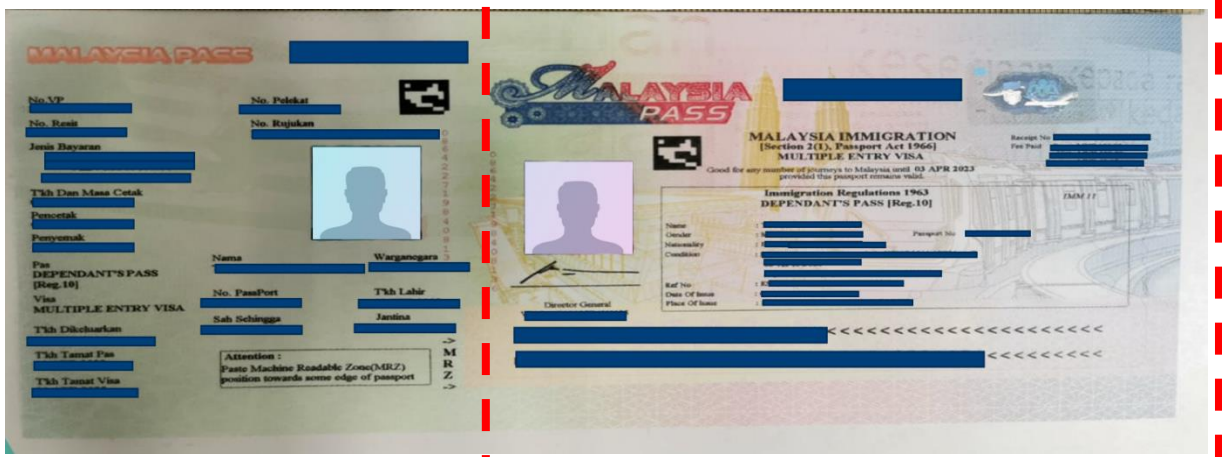 MALAYSIA PASS
No.VP
No. Pelekat
No. Resit
No. Rujukan
Jenis Bayaran
T'kh Dan Masa Cetak
Pencetak
Penyemak
Pas
DEPENDANT'S PASS
[Reg.10]
Visa
MULTIPLE ENTRY VISA
T'kh Dikeluarkan
T'kh Tamat Pas
T'kh Tamat Visa
Nama
Warganegara
No. PassPort
T'kh Lahir
Sah Sehingga
Jantina
Attention :
Paste Machine Readable Zone(MRZ)
position towards some edge of passport
->
M
R
Z
->
MALAYSIA
PASS
MALAYSIA IMMIGRATION
[Section 2(1), Passport Act 1966]
MULTIPLE ENTRY VISA
Good for any number of journeys to Malaysia until 03 APR 2023
provided this passport remains valid.
Receipt No
Fee Paid
Immigration Regulations 1963
DEPENDANT'S PASS [Reg.10]
IMM 11
Name :
Gender :
Passport No
Nationality :
Condition :
Ref No :
Date Of Issue :
Place Of Issue :
Director General
<<<<<<<<<<<<<<<<<<<<<<<
<<<<<<<<<<